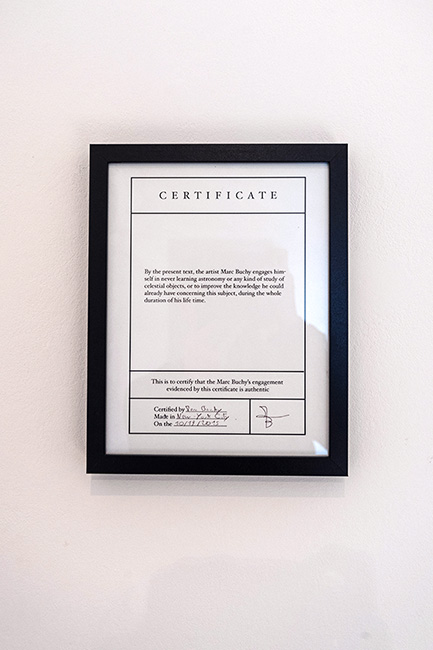 CERTIFICATE
By the present text, the artist Marc Buchy engages him-
self in never learning astronomy or any kind of study of
celestial objects, or to improve the knowledge he could
already have concerning this subject, during the whole
duration of his life time.
This is to certify that the Marc Buchy's engagement
evidenced by this certificate is authentic
Certified by
Made in New York City
On the